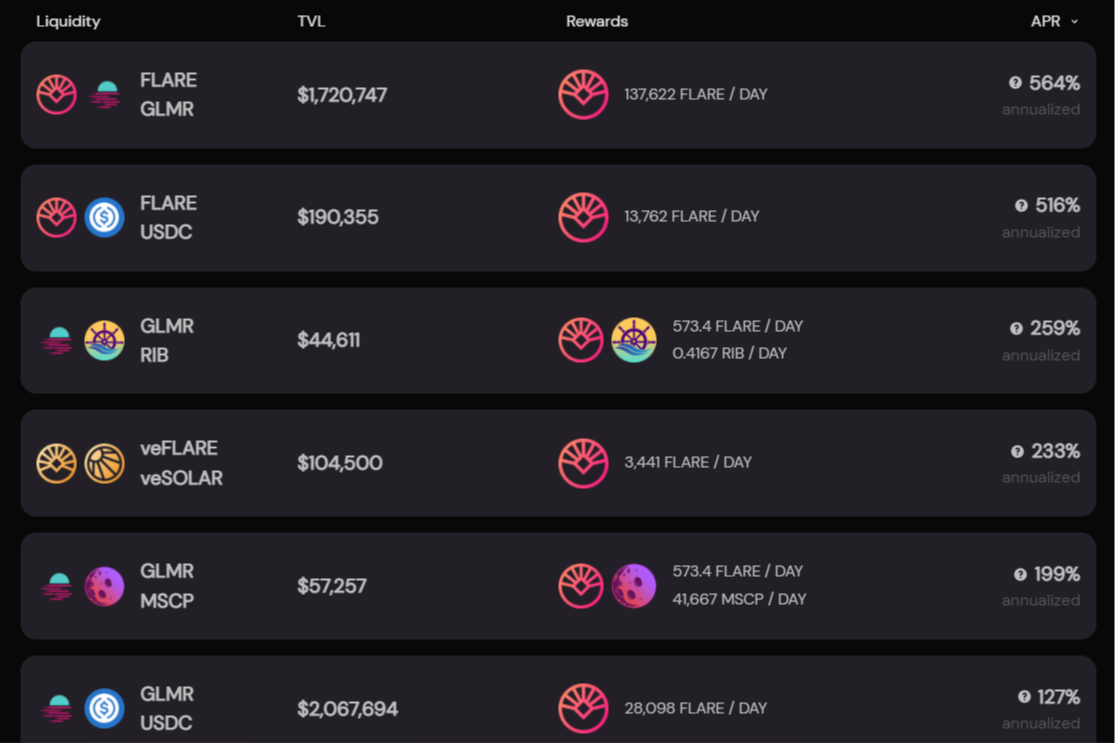 Liquidity TVL Rewards APR
FLARE
GLMR
$1,720,747
137,622 FLARE / DAY
564%
annualized
FLARE
USDC
$190,355
13,762 FLARE / DAY
516%
annualized
GLMR
RIB
$44,611
573.4 FLARE / DAY
0.4167 RIB / DAY
259%
annualized
veFLARE
veSOLAR
$104,500
3,441 FLARE / DAY
233%
annualized
GLMR
MSCP
$57,257
573.4 FLARE / DAY
41,667 MSCP / DAY
199%
annualized
GLMR
USDC
$2,067,694
28,098 FLARE / DAY
127%
annualized